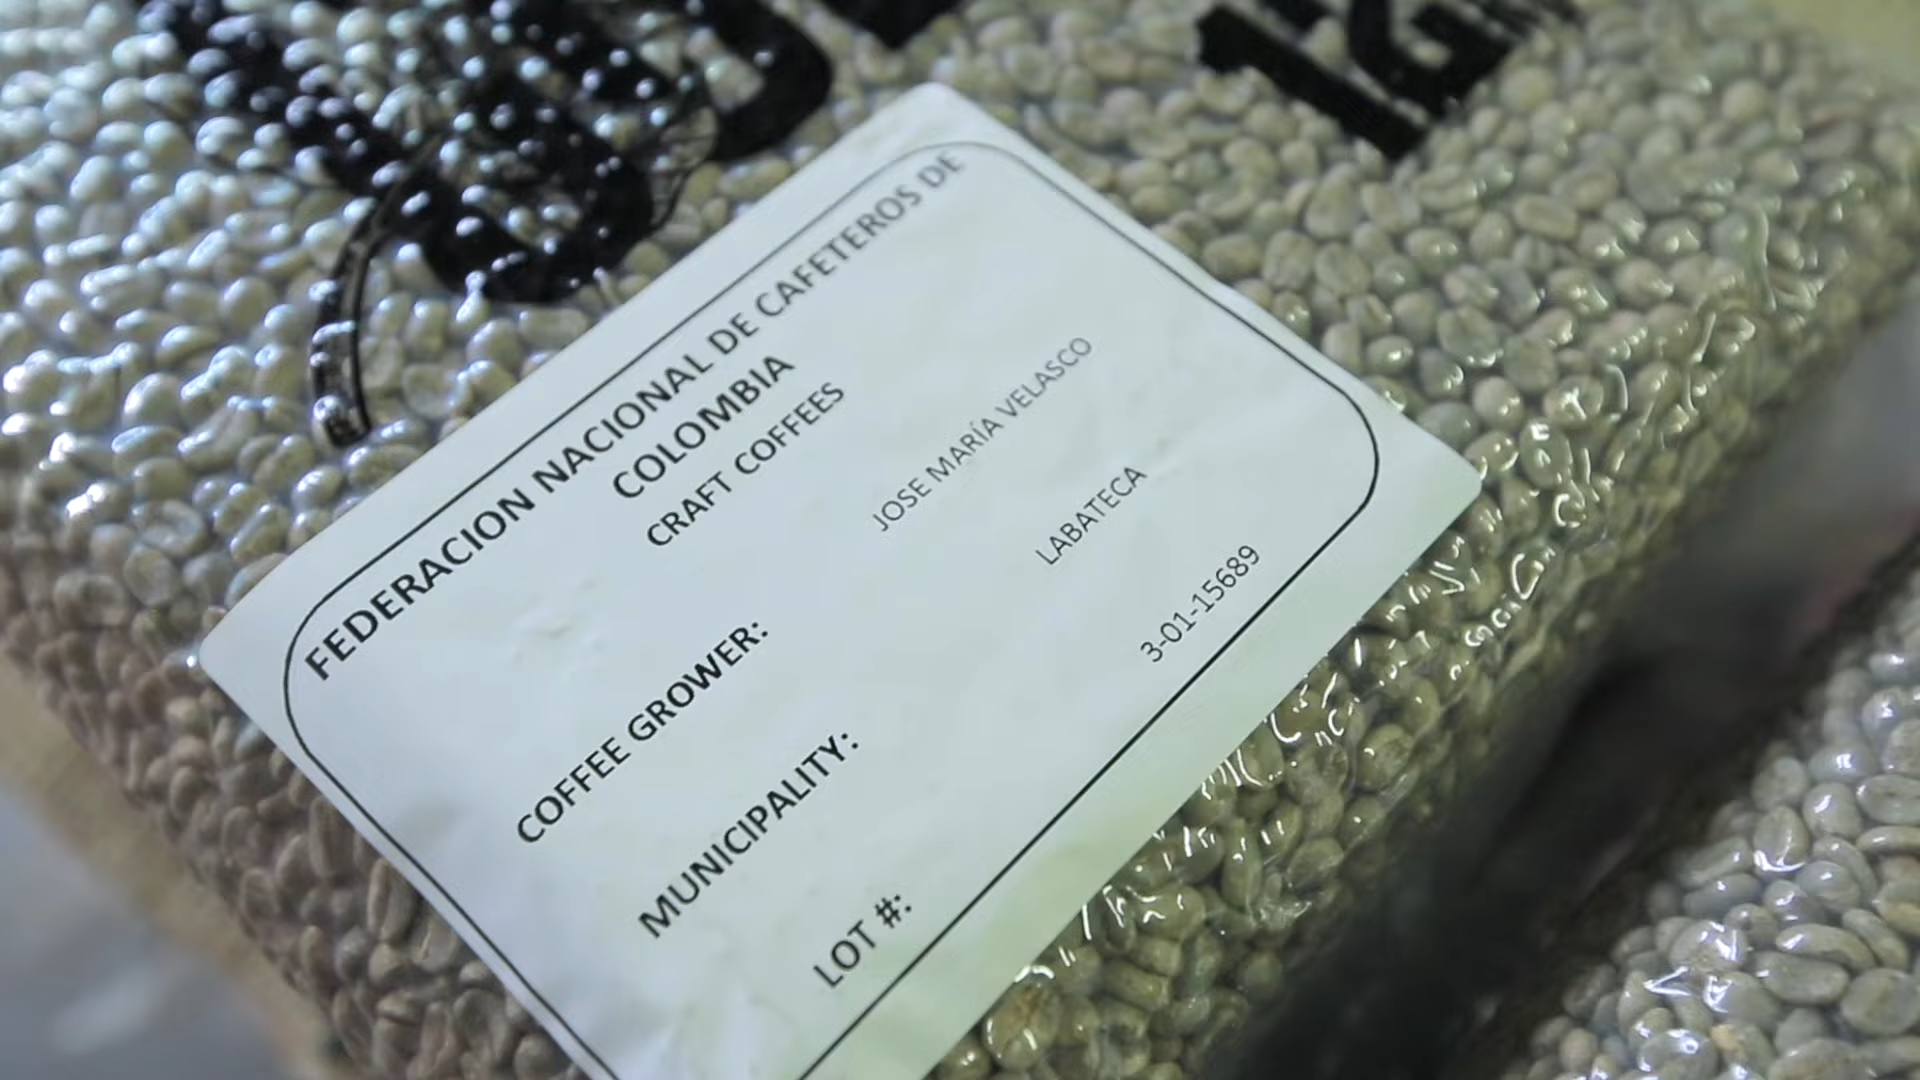 FEDERACION NACIONAL DE CAFETEROS DE
COLOMBIA
CRAFT COFFEES
COFFEE GROWER: JOSE MARÍA VELASCO
MUNICIPALITY: LABATECA
LOT #: 3-01-15689